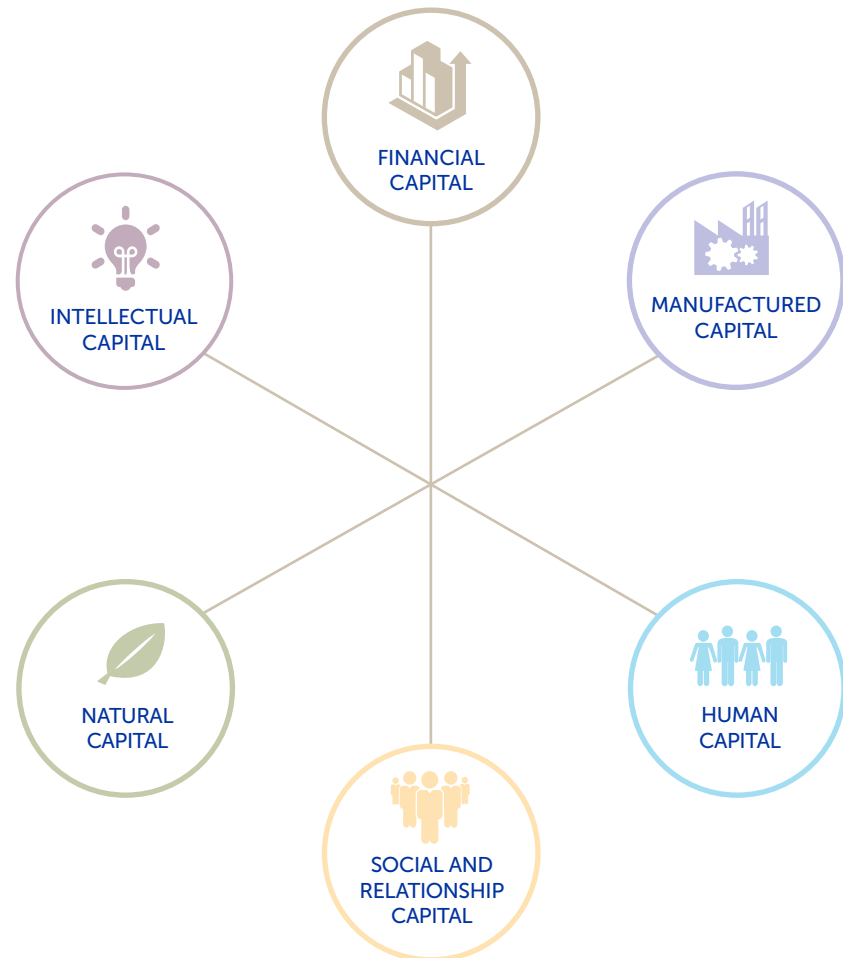 FINANCIAL
CAPITAL
MANUFACTURED
CAPITAL
HUMAN
CAPITAL
SOCIAL AND
RELATIONSHIP
CAPITAL
NATURAL
CAPITAL
INTELLECTUAL
CAPITAL